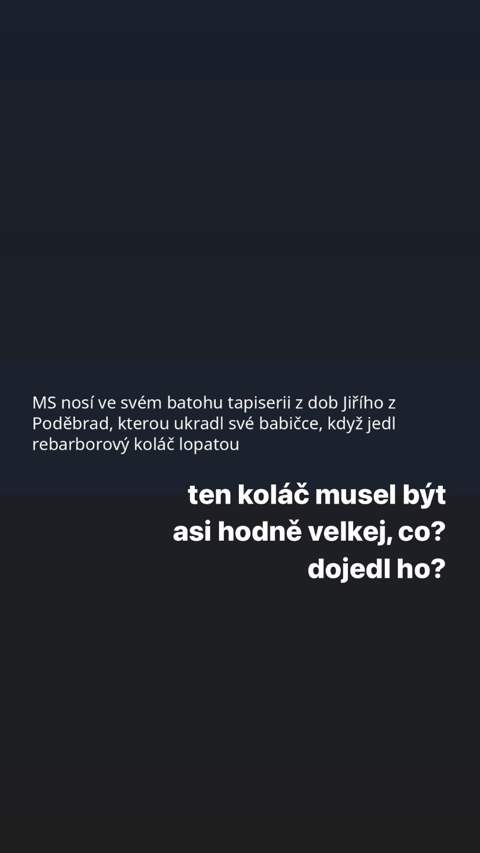 MS nosí ve svém batohu tapiserii z dob Jiřího z
Poděbrad, kterou ukradl své babičce, když jedl
rebarborový koláč lopatou
ten koláč musel být
asi hodně velkej, co?
dojedl ho?